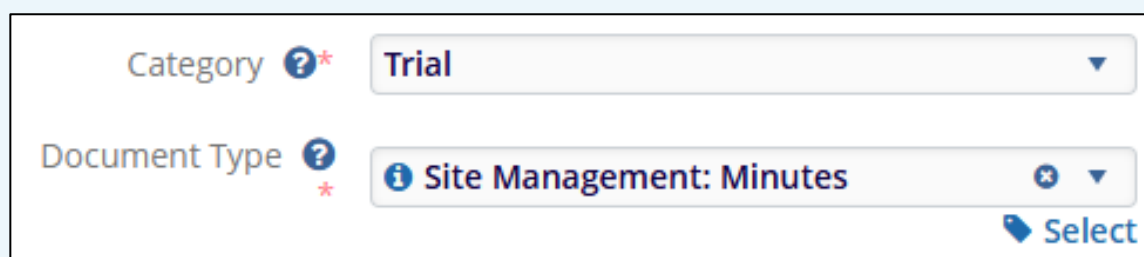 Category ?* Trial
Document Type ?
* Site Management: Minutes
Select